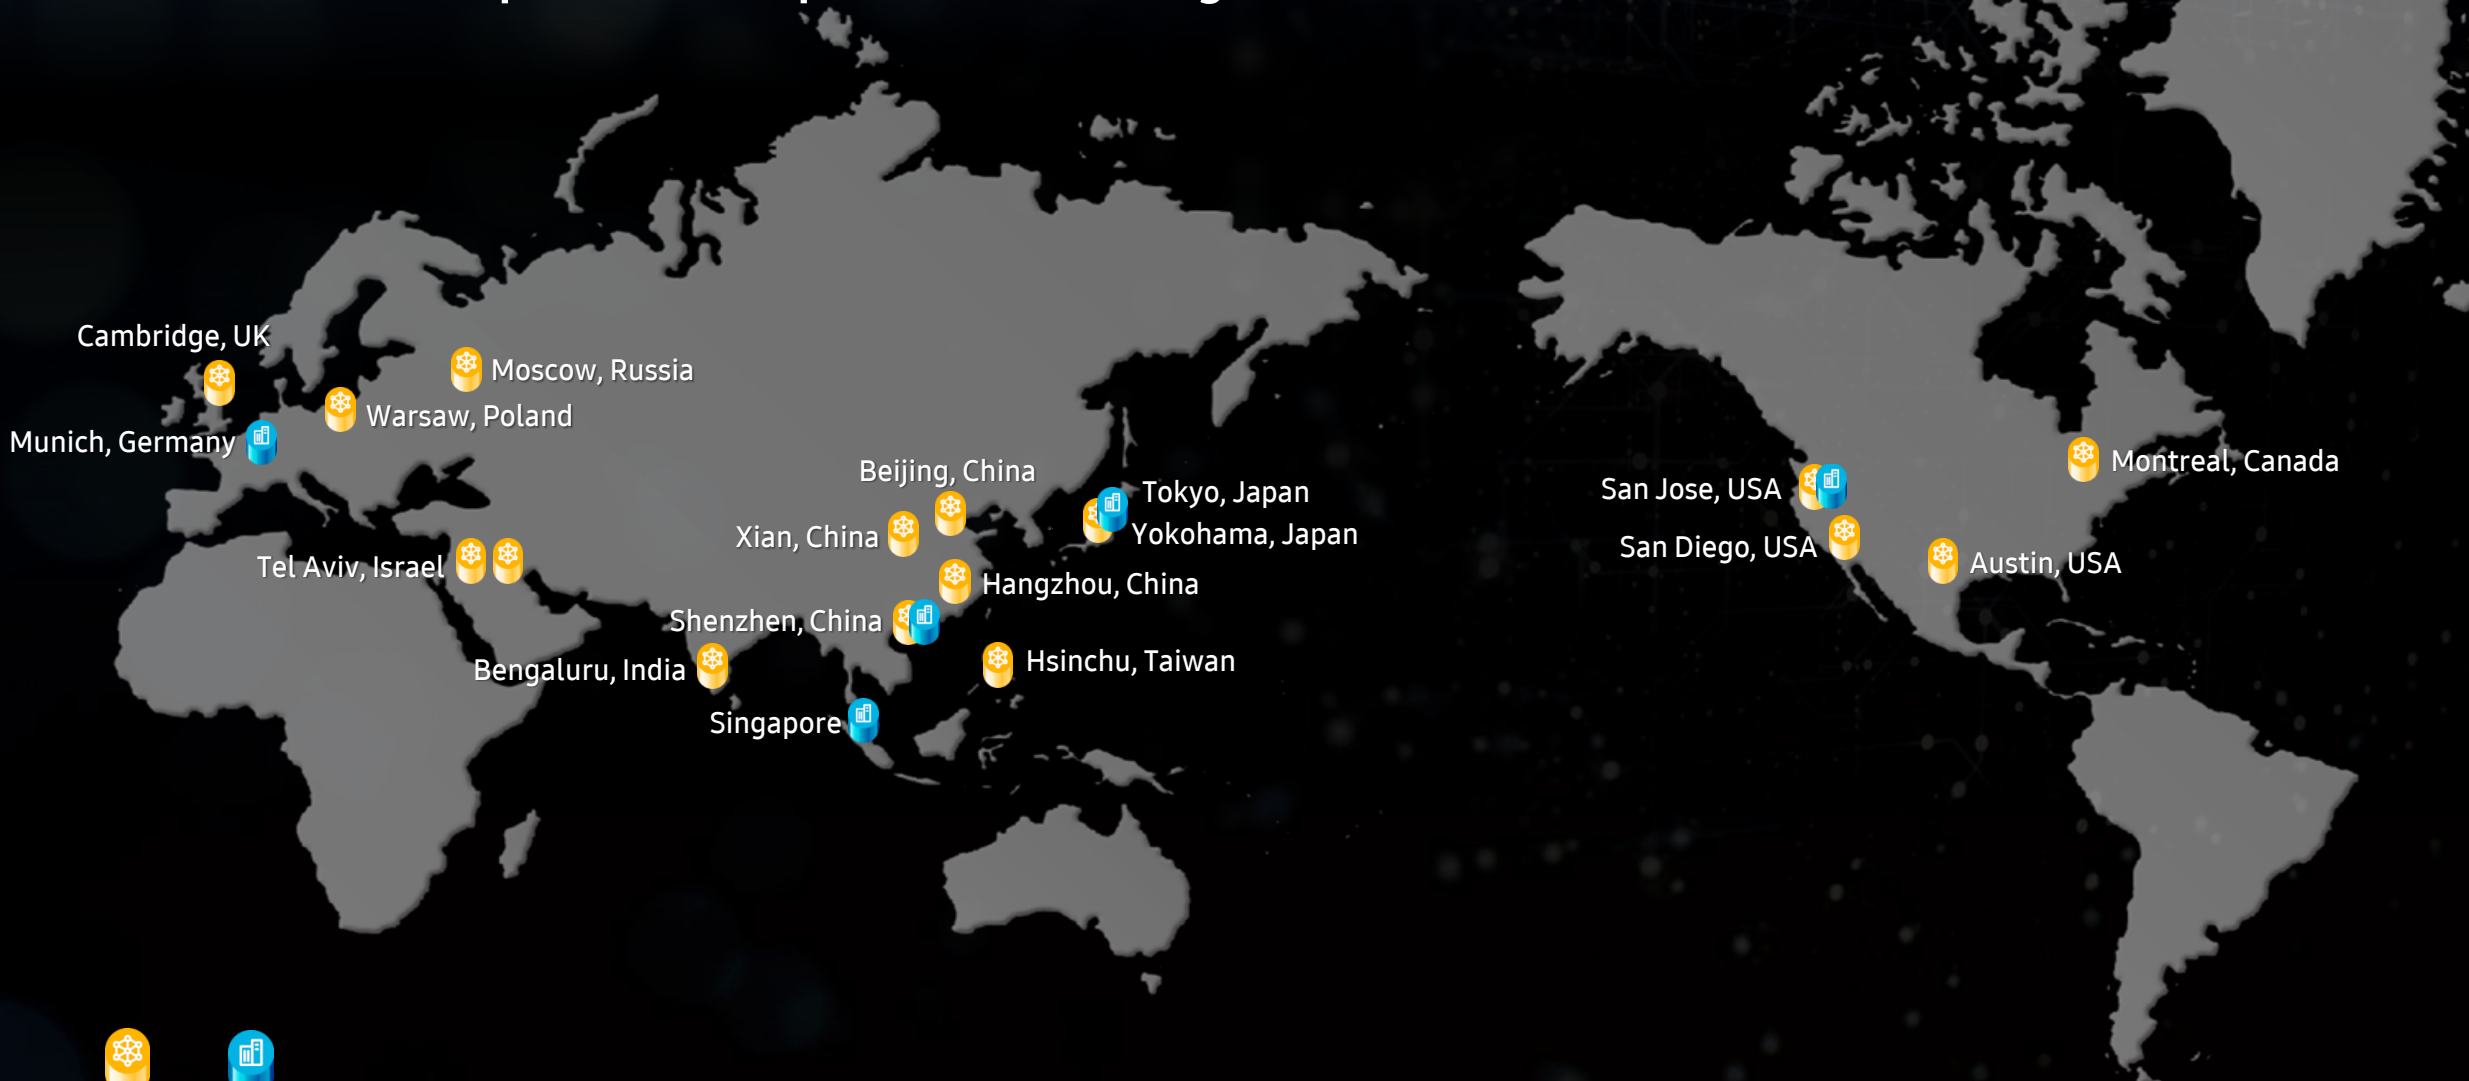 Cambridge, UK
Moscow, Russia
Warsaw, Poland
Munich, Germany
Beijing, China
Tokyo, Japan
Xian, China
Yokohama, Japan
Tel Aviv, Israel
Hangzhou, China
Shenzhen, China
Bengaluru, India
Hsinchu, Taiwan
Singapore
Montreal, Canada
San Jose, USA
San Diego, USA
Austin, USA